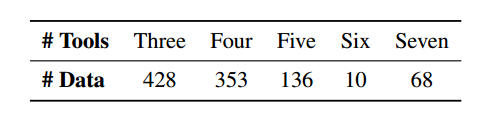 # Tools Three Four Five Six Seven
# Data 428 353 136 10 68